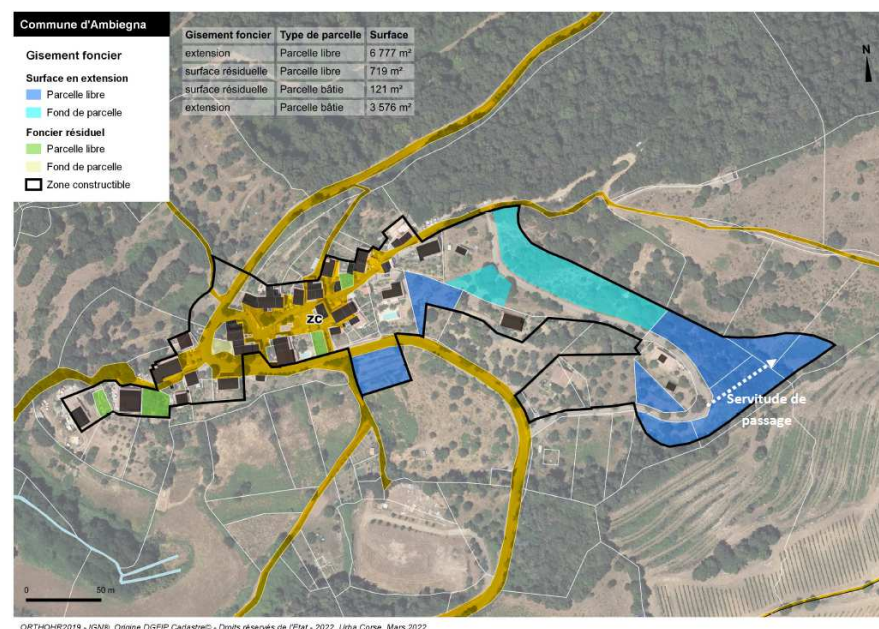 Commune d'Ambiegna
Gisement foncier
Surface en extension
Parcelle libre
Fond de parcelle
Foncier résiduel
Parcelle libre
Fond de parcelle
Zone constructible
Gisement foncier Type de parcelle Surface
extension Parcelle libre 6 777 m²
surface résiduelle Parcelle libre 719 m²
surface résiduelle Parcelle bâtie 121 m²
extension Parcelle bâtie 3 576 m²
N
ZC
Servitude de
passage
0 50 m
ORTHOHR2019 - IGN®, Origine DGFIP Cadastre© - Droits réservés de l'Etat - 2022, Urba Corse, Mars 2022